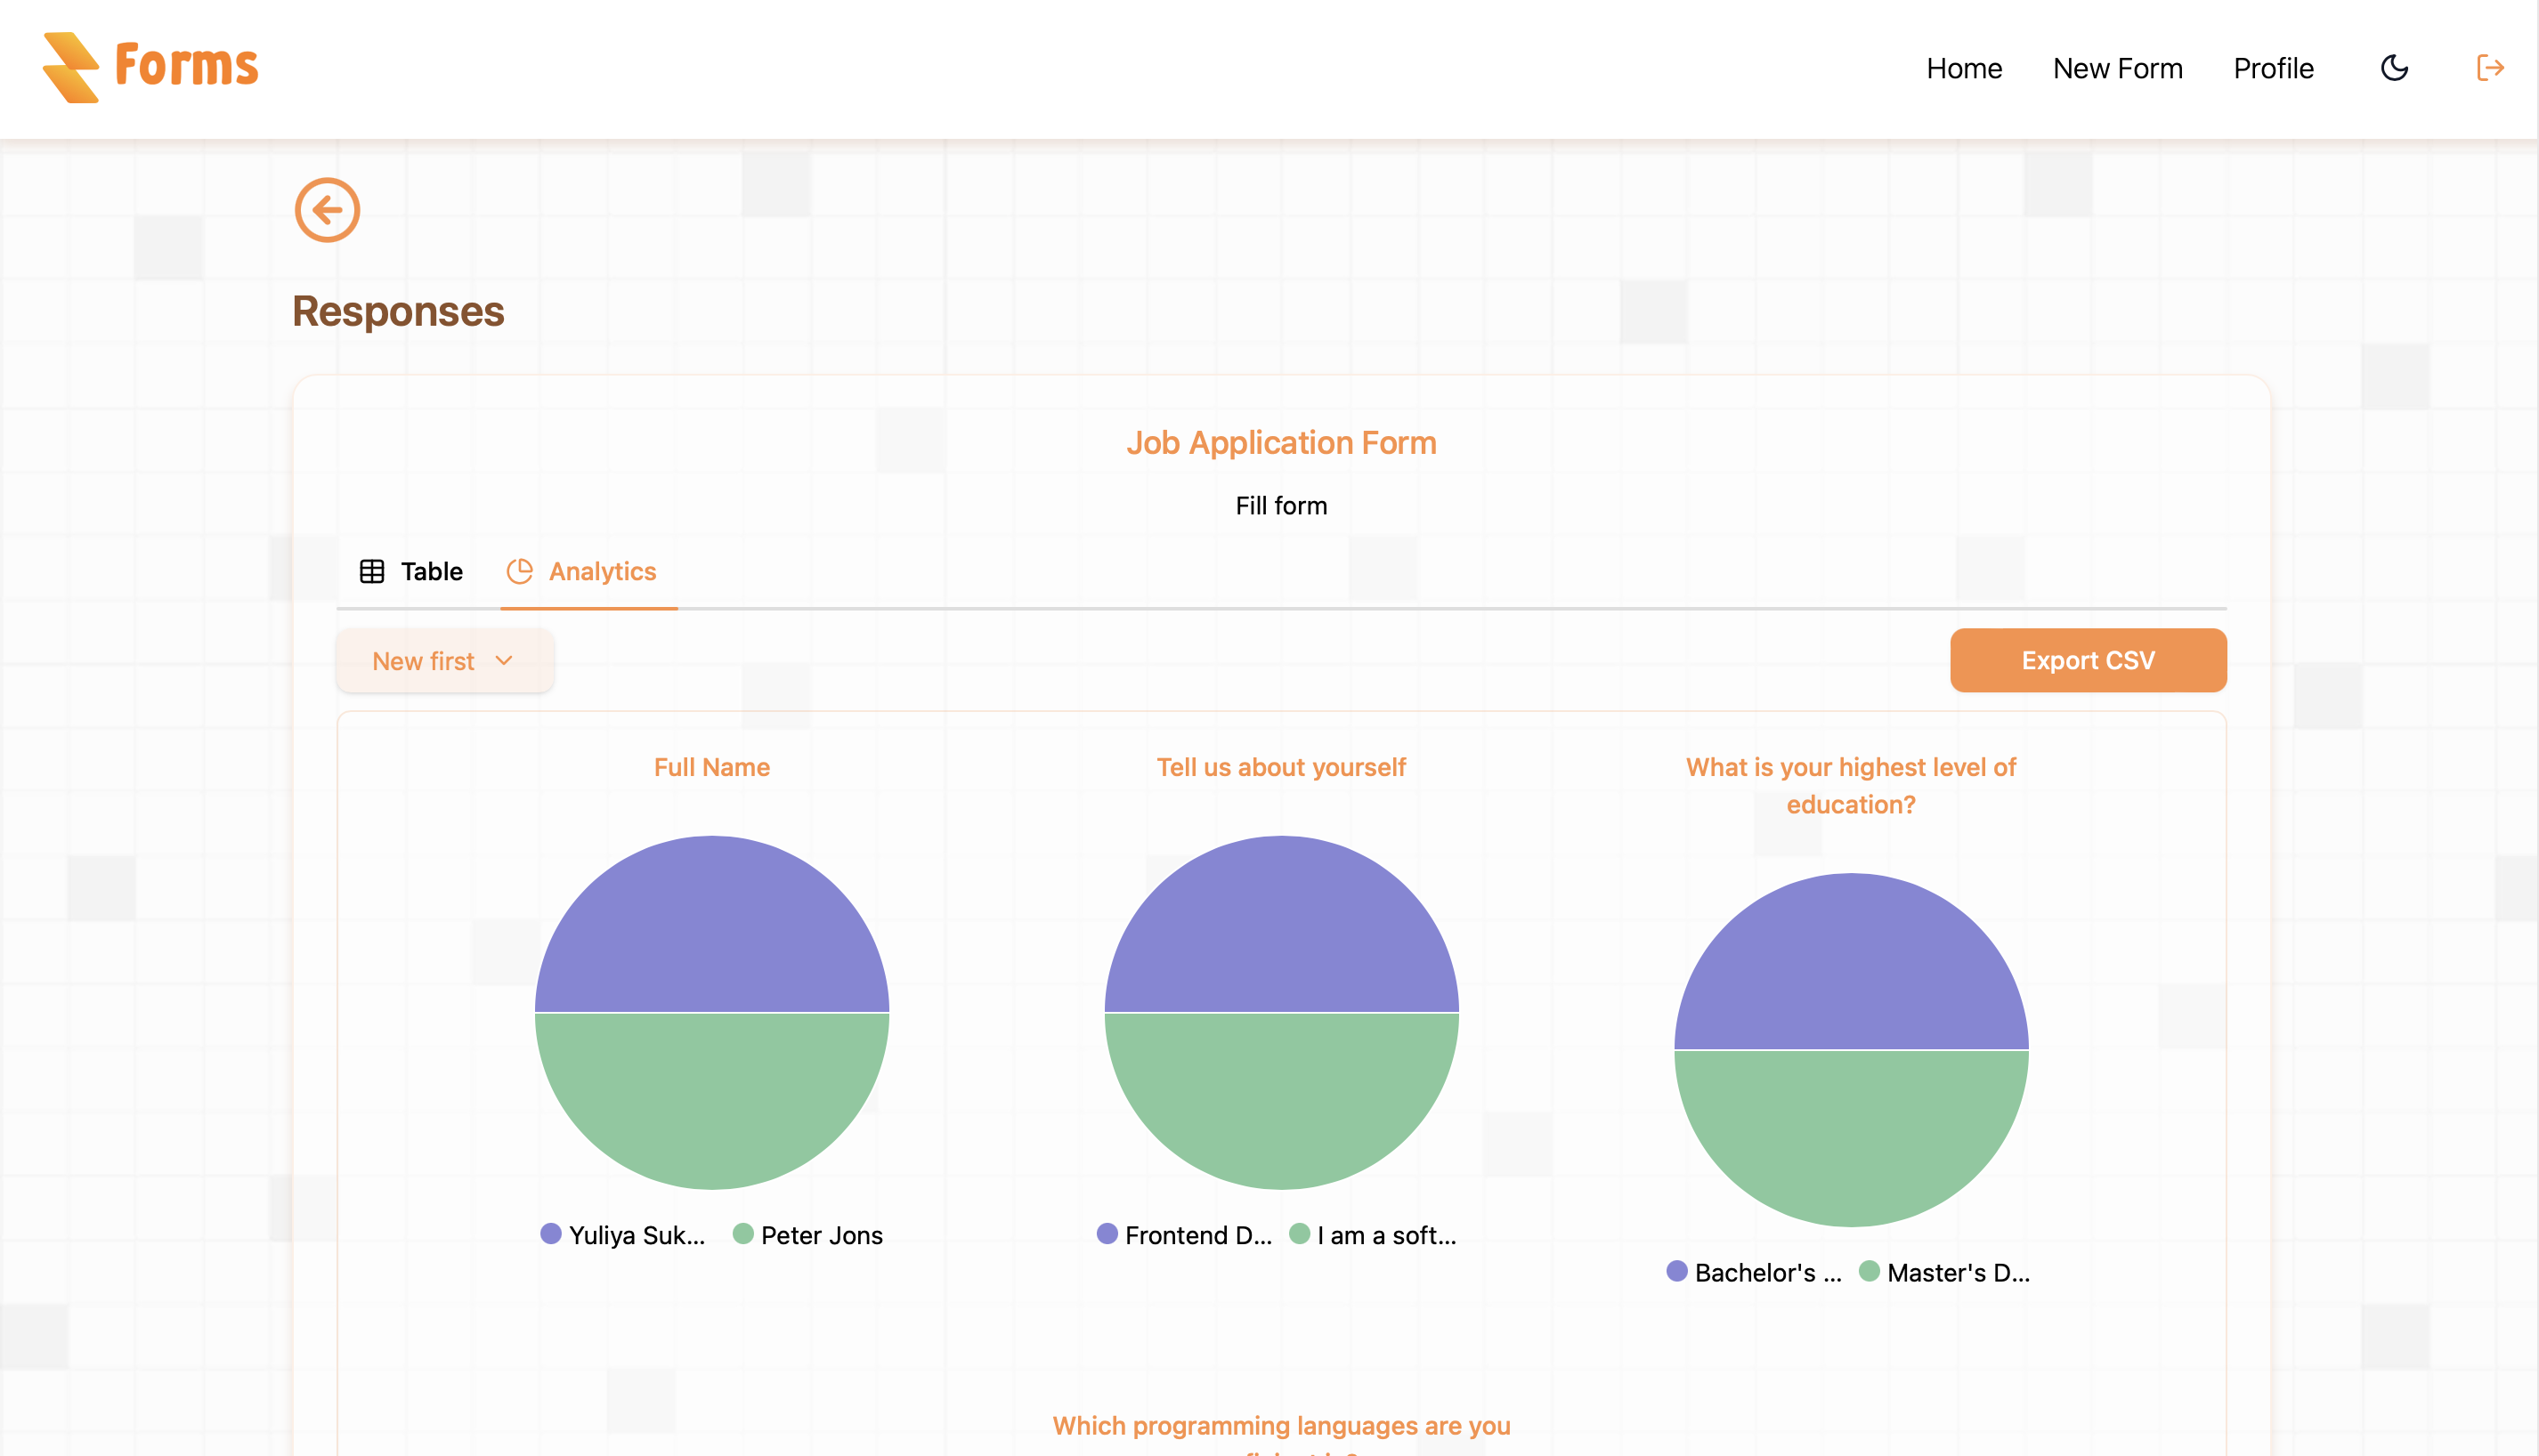 Forms
Home New Form Profile
Responses
Job Application Form
Fill form
Table Analytics
New first
Export CSV
Full Name
Yuliya Suk...
Peter Jons
Tell us about yourself
Frontend D...
I am a soft...
What is your highest level of
education?
Bachelor's ...
Master's D...
Which programming languages are you